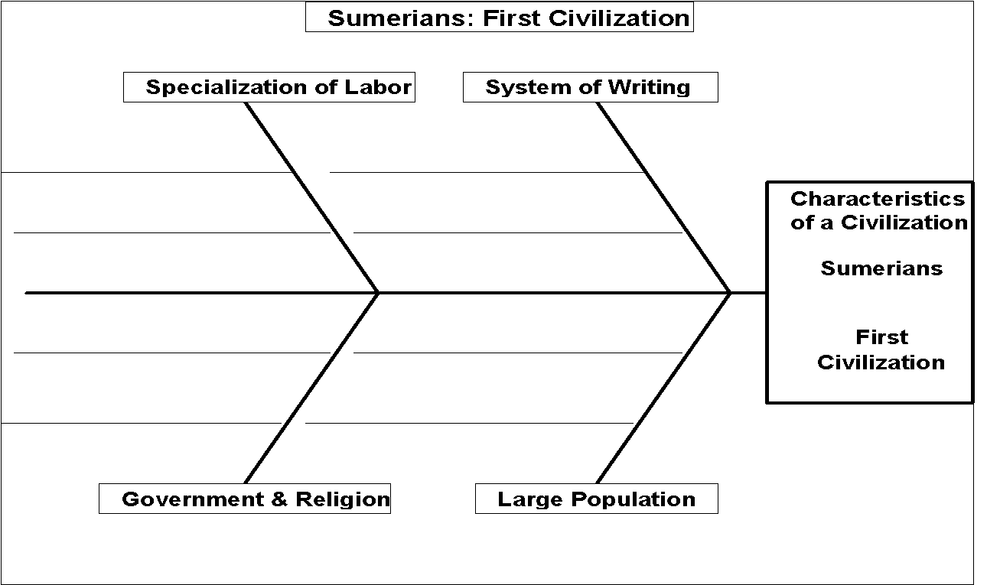 Sumerians: First Civilization
Specialization of Labor
System of Writing
Characteristics
of a Civilization
Sumerians
First
Civilization
Government & Religion
Large Population